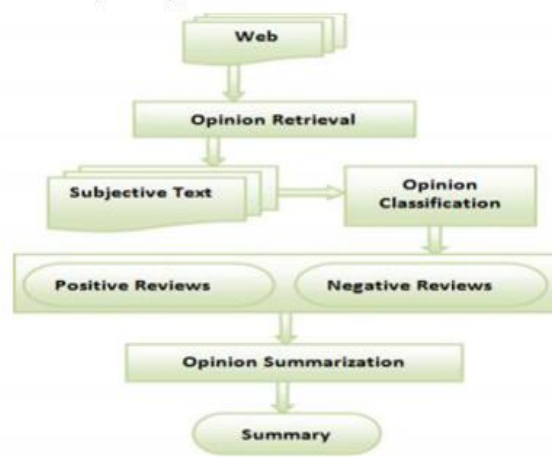 Web
Opinion Retrieval
Subjective Text
Opinion
Classification
Positive Reviews
Negative Reviews
Opinion Summarization
Summary